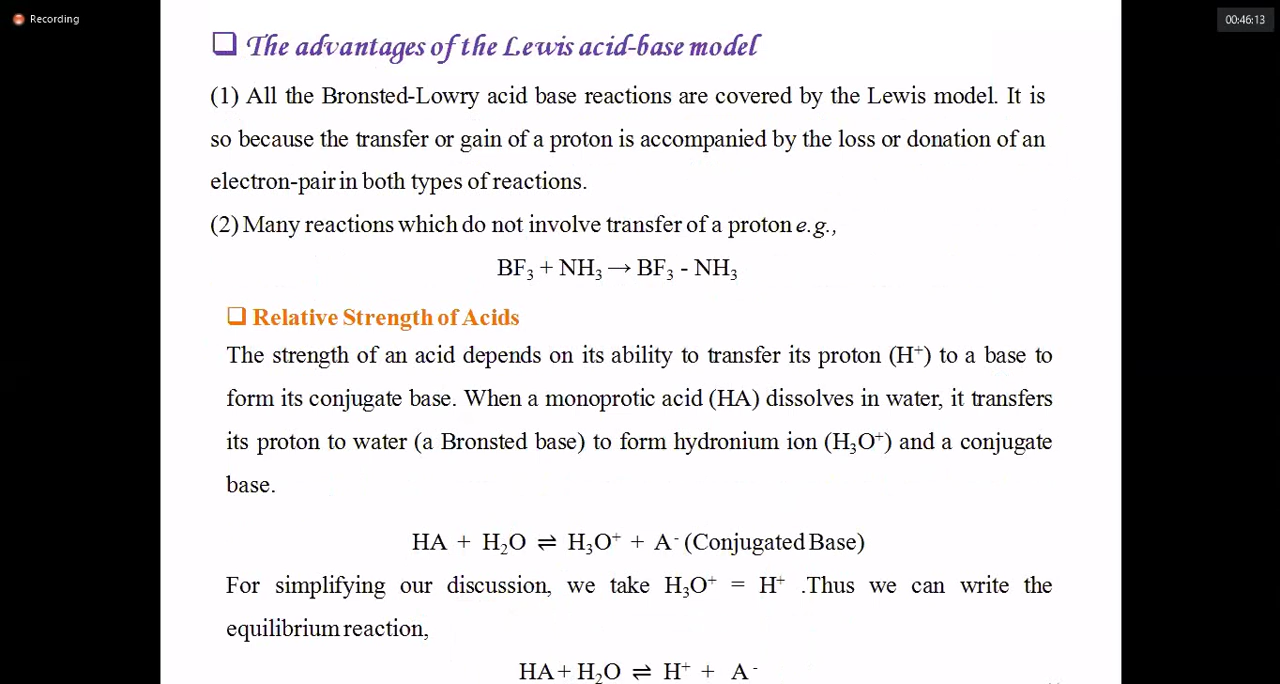 Recording
00:46:13
❑ The advantages of the Lewis acid-base model
(1) All the Bronsted-Lowry acid base reactions are covered by the Lewis model. It is
so because the transfer or gain of a proton is accompanied by the loss or donation of an
electron-pair in both types of reactions.
(2) Many reactions which do not involve transfer of a proton e.g.,
BF₃ + NH₃ → BF₃ - NH₃
❑ Relative Strength of Acids
The strength of an acid depends on its ability to transfer its proton (H⁺) to a base to
form its conjugate base. When a monoprotic acid (HA) dissolves in water, it transfers
its proton to water (a Bronsted base) to form hydronium ion (H₃O⁺) and a conjugate
base.
HA + H₂O ⇌ H₃O⁺ + A⁻ (Conjugated Base)
For simplifying our discussion, we take H₃O⁺ = H⁺ .Thus we can write the
equilibrium reaction,
HA + H₂O ⇌ H⁺ + A⁻